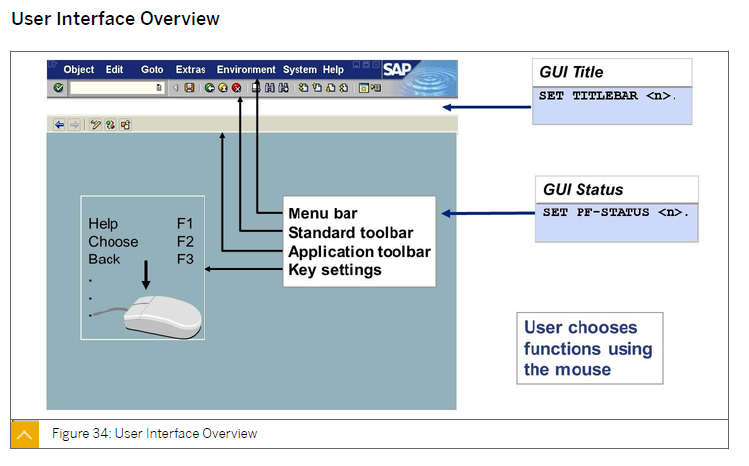 User Interface Overview
Object Edit Goto Extras Environment System Help
SAP
GUI Title
SET TITLEBAR <n>.
GUI Status
SET PF-STATUS <n>.
Menu bar
Standard toolbar
Application toolbar
Key settings
Help F1
Choose F2
Back F3
.
.
.
User chooses
functions using
the mouse
Figure 34: User Interface Overview